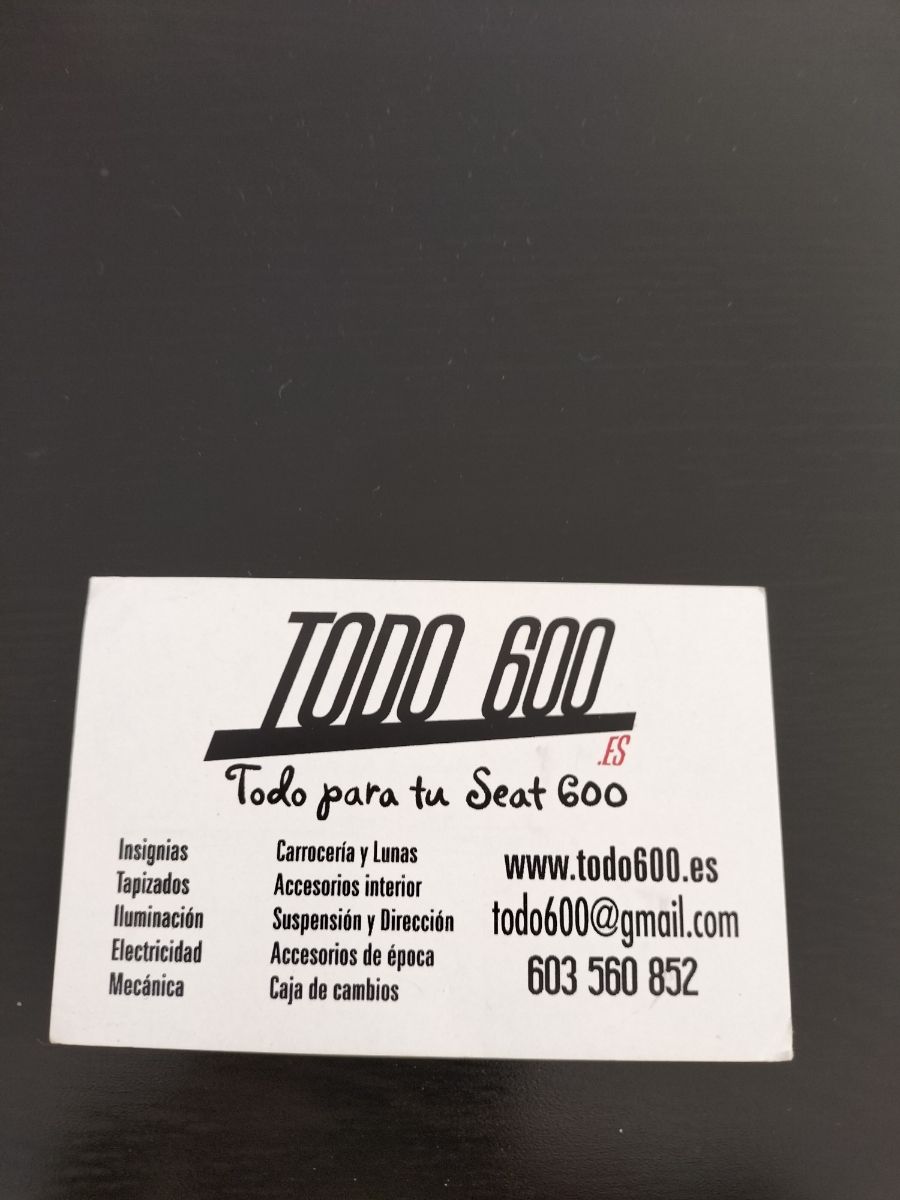 TODO 600
.ES
Todo para tu Seat 600
Insignias
Tapizados
Iluminación
Electricidad
Mecánica
Carrocería y Lunas
Accesorios interior
Suspensión y Dirección
Accesorios de época
Caja de cambios
www.todo600.es
todo600@gmail.com
603 560 852